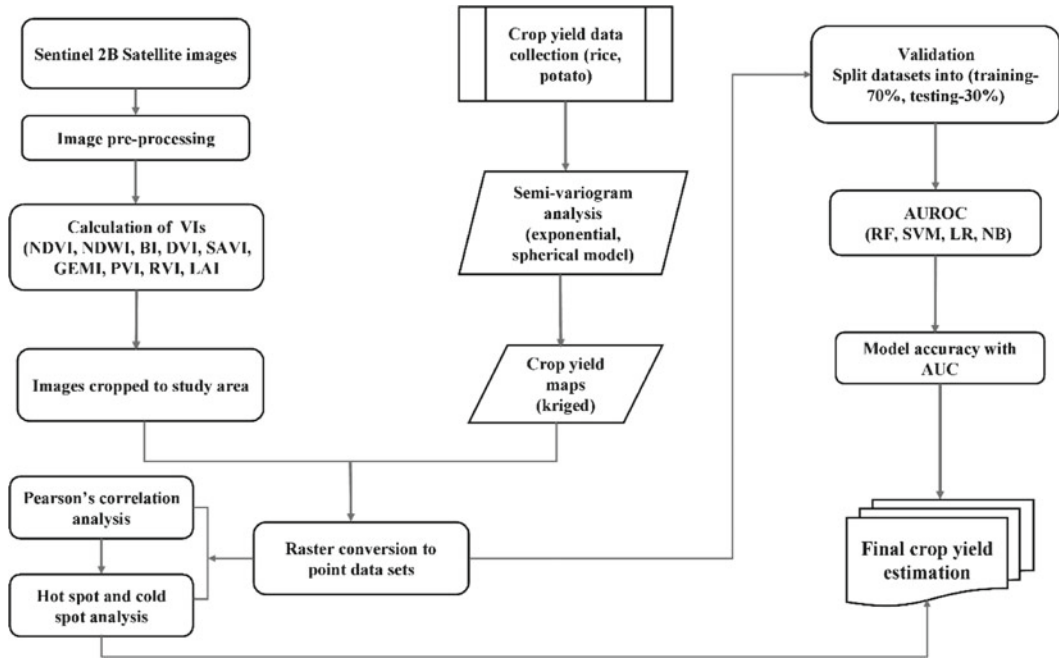 Sentinel 2B Satellite images
Image pre-processing
Calculation of VIs
(NDVI, NDWI, BI, DVI, SAVI,
GEMI, PVI, RVI, LAI
Images cropped to study area
Pearson's correlation
analysis
Hot spot and cold
spot analysis
Crop yield data
collection (rice,
potato)
Semi-variogram
analysis
(exponential,
spherical model)
Crop yield
maps
(kriged)
Raster conversion to
point data sets
Validation
Split datasets into (training-
70%, testing-30%)
AUROC
(RF, SVM, LR, NB)
Model accuracy with
AUC
Final crop yield
estimation